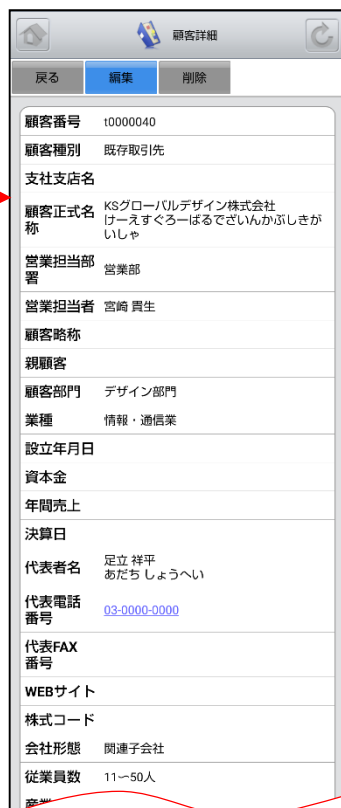 顧客詳細
戻る 編集 削除
顧客番号 t0000040
顧客種別 既存取引先
支社支店名
顧客正式名
称
KSグローバルデザイン株式会社
けーえすぐろーばるでざいんかぶしきが
いしゃ
営業担当部
署
営業部
営業担当者 宮崎 貫生
顧客略称
親顧客
顧客部門 デザイン部門
業種 情報・通信業
設立年月日
資本金
年間売上
決算日
代表者名
足立 祥平
あだち しょうへい
代表電話
番号
03-0000-0000
代表FAX
番号
WEBサイト
株式コード
会社形態 関連子会社
従業員数 11〜50人